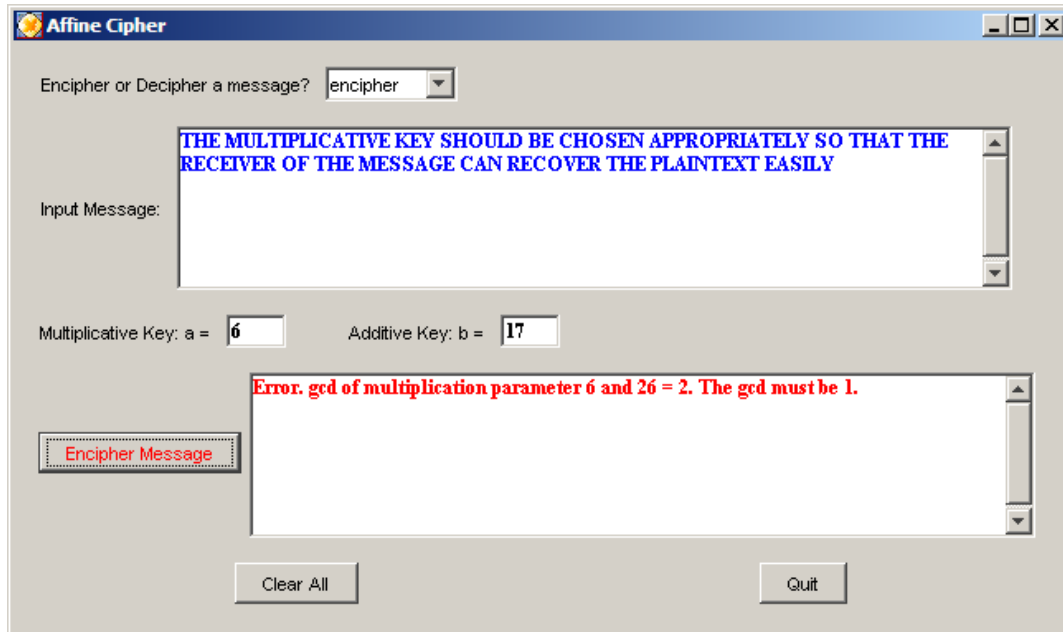 Affine Cipher
Encipher or Decipher a message? encipher
THE MULTIPLICATIVE KEY SHOULD BE CHOSEN APPROPRIATELY SO THAT THE
RECEIVER OF THE MESSAGE CAN RECOVER THE PLAINTEXT EASILY
Input Message:
Multiplicative Key: a = 6 Additive Key: b = 17
Error. gcd of multiplication parameter 6 and 26 = 2. The gcd must be 1.
Encipher Message
Clear All Quit